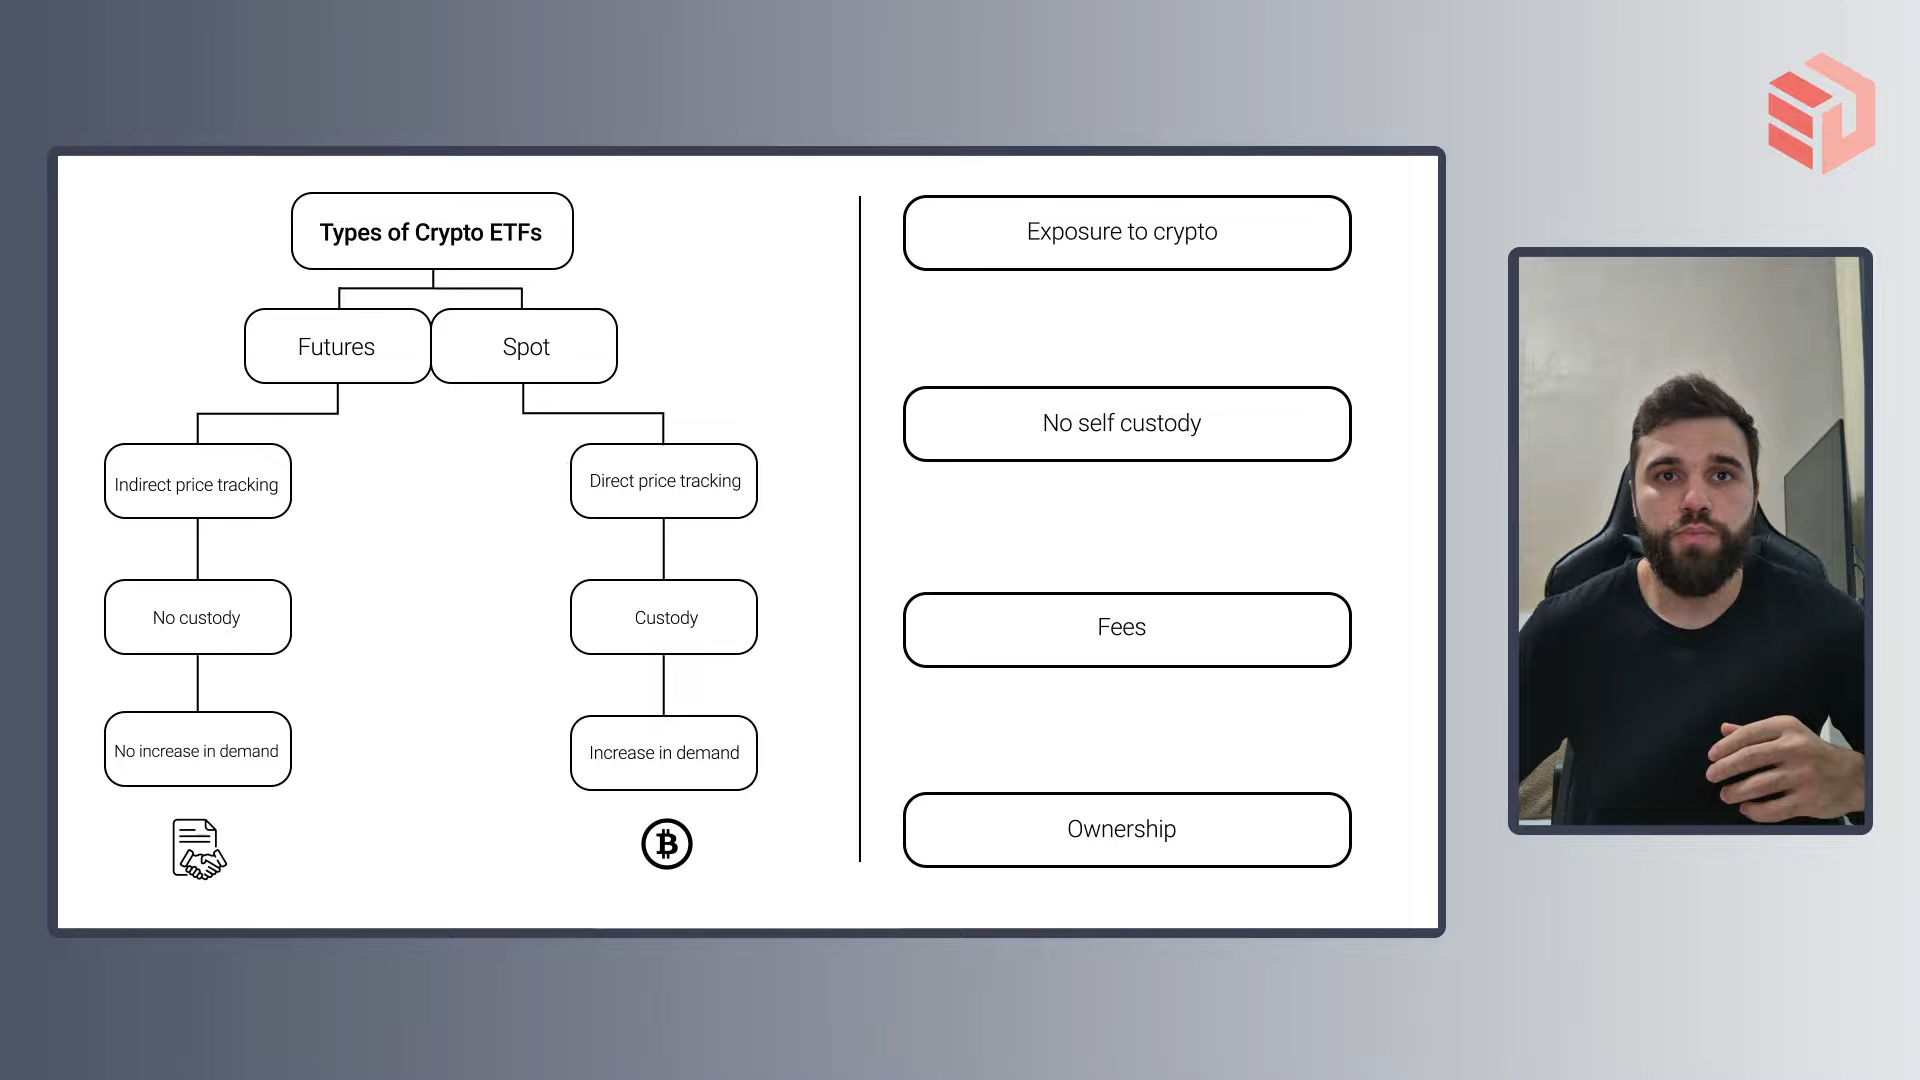 Types of Crypto ETFs
Futures
Spot
Indirect price tracking
Direct price tracking
No custody
Custody
No increase in demand
Increase in demand
Exposure to crypto
No self custody
Fees
Ownership